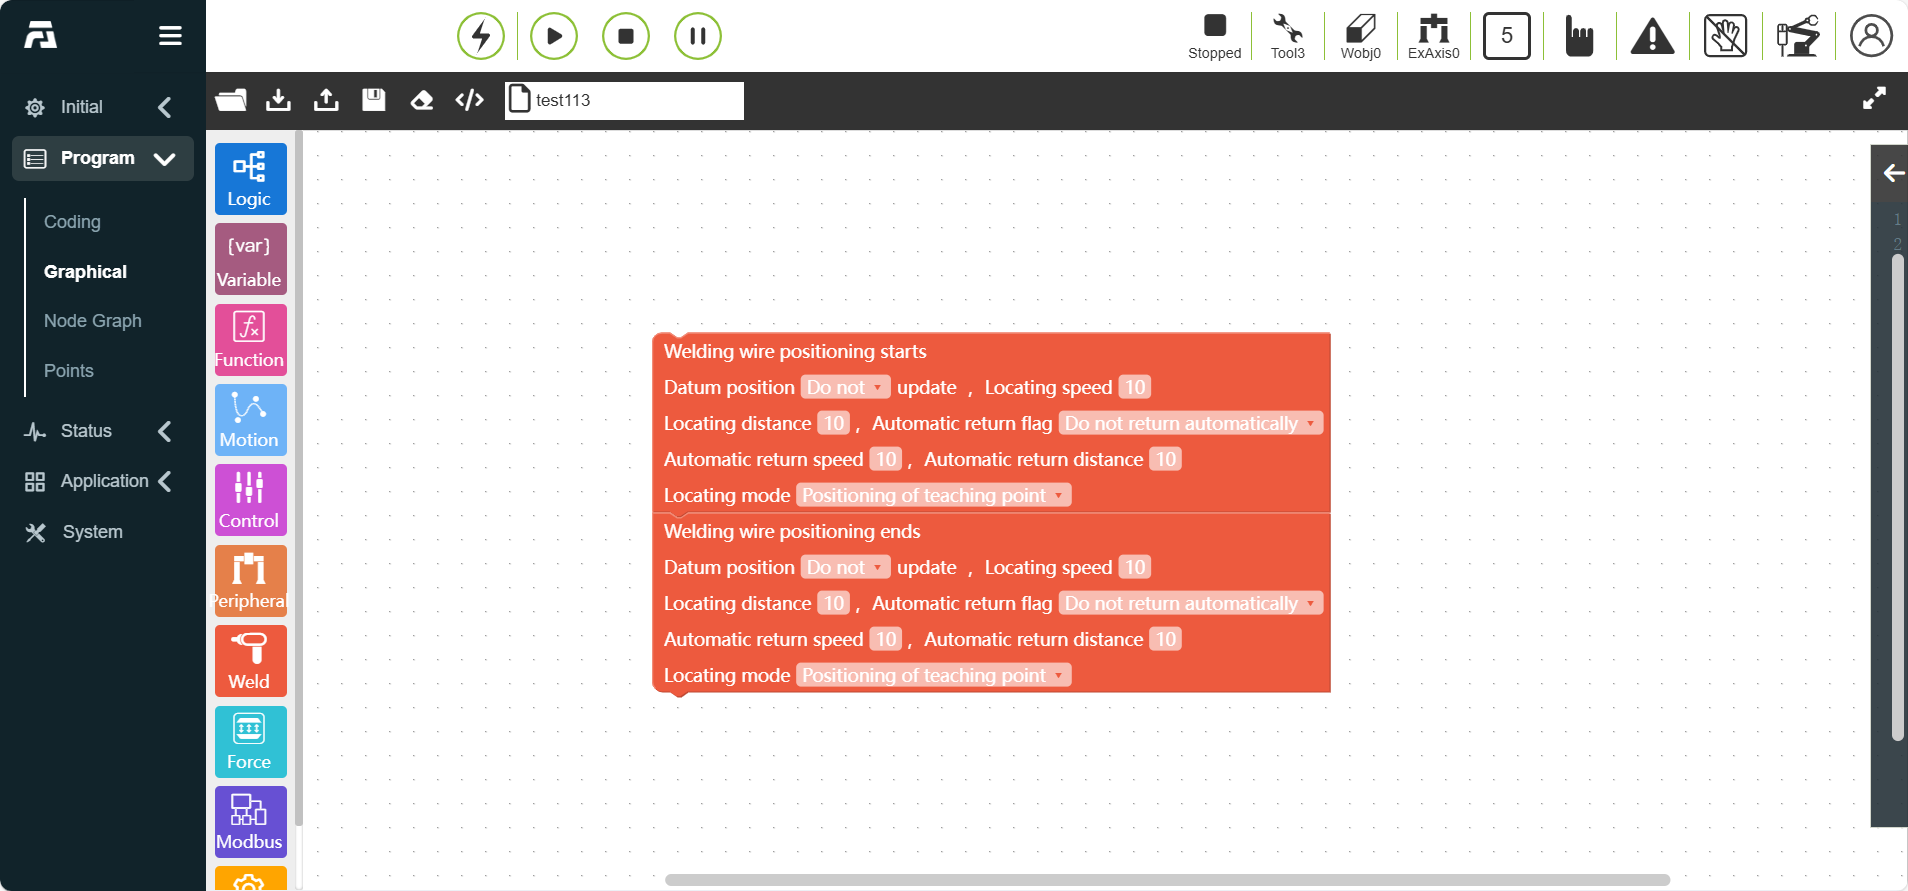 Stopped
Tool3
Wobj0
ExAxis0
5
test113
Initial
Program
Coding
Graphical
Node Graph
Points
Status
Application
System
Logic
{var}
Variable
Function
Motion
Control
Peripheral
Weld
Force
Modbus
Welding wire positioning starts
Datum position Do not update , Locating speed 10
Locating distance 10 , Automatic return flag Do not return automatically
Automatic return speed 10 , Automatic return distance 10
Locating mode Positioning of teaching point
Welding wire positioning ends
Datum position Do not update , Locating speed 10
Locating distance 10 , Automatic return flag Do not return automatically
Automatic return speed 10 , Automatic return distance 10
Locating mode Positioning of teaching point
1
2